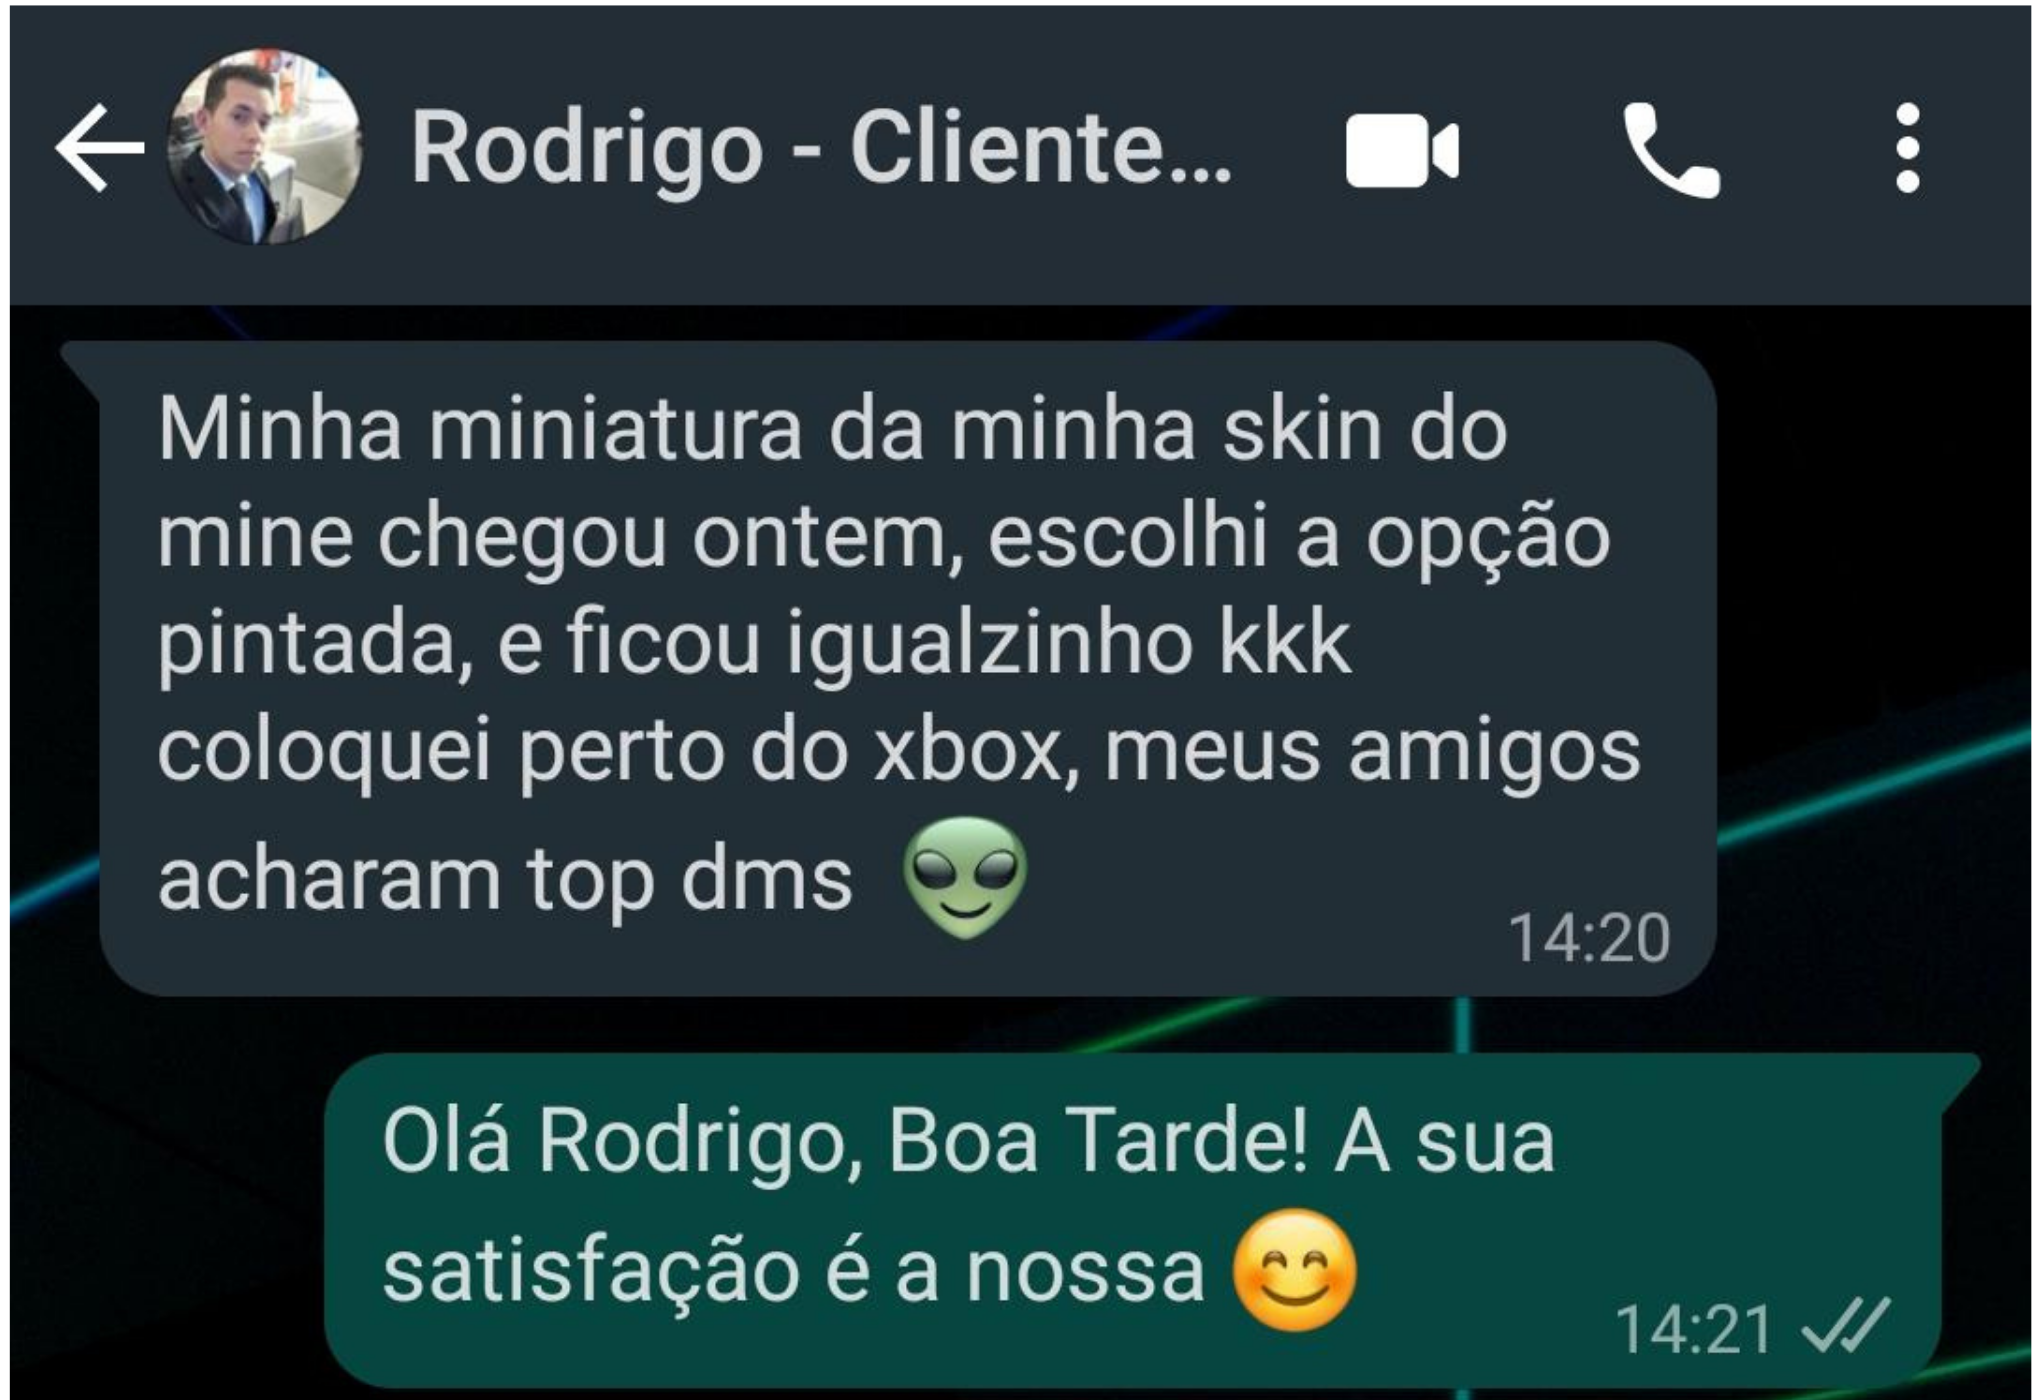 Rodrigo - Cliente...
Minha miniatura da minha skin do
mine chegou ontem, escolhi a opção
pintada, e ficou igualzinho kkk
coloquei perto do xbox, meus amigos
acharam top dms 👽
14:20
Olá Rodrigo, Boa Tarde! A sua
satisfação é a nossa 😊
14:21